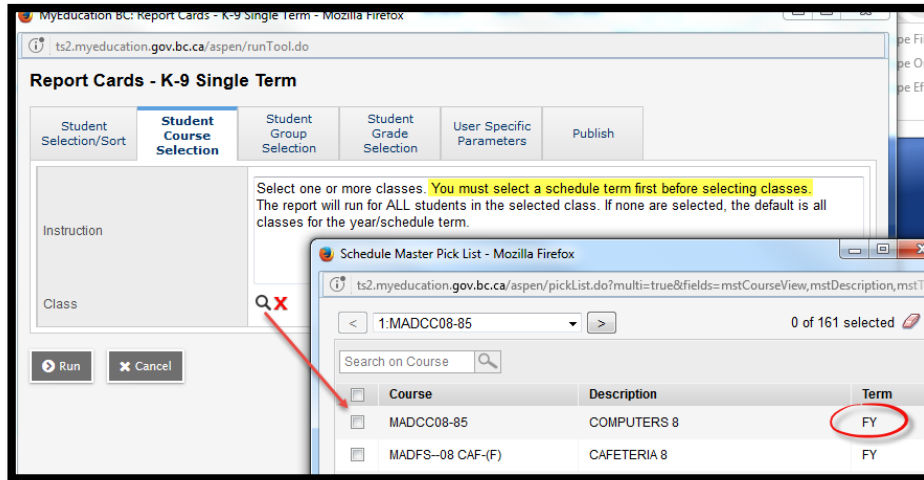 MyEducation BC: Report Cards - K-9 Single Term - Mozilla Firefox
ts2.myeducation.gov.bc.ca/aspen/runTool.do
pe Fi
pe O
pe Ef
Report Cards - K-9 Single Term
Student Selection/Sort
Student Course Selection
Student Group Selection
Student Grade Selection
User Specific Parameters
Publish
Instruction
Select one or more classes. You must select a schedule term first before selecting classes.
The report will run for ALL students in the selected class. If none are selected, the default is all
classes for the year/schedule term.
Class
Run
Cancel
Schedule Master Pick List - Mozilla Firefox
ts2.myeducation.gov.bc.ca/aspen/pickList.do?multi=true&fields=mstCourseView,mstDescription,mstT
< 1:MADCC08-85 >
0 of 161 selected
Search on Course
Course Description Term
MADCC08-85 COMPUTERS 8 FY
MADFS--08 CAF-(F) CAFETERIA 8 FY